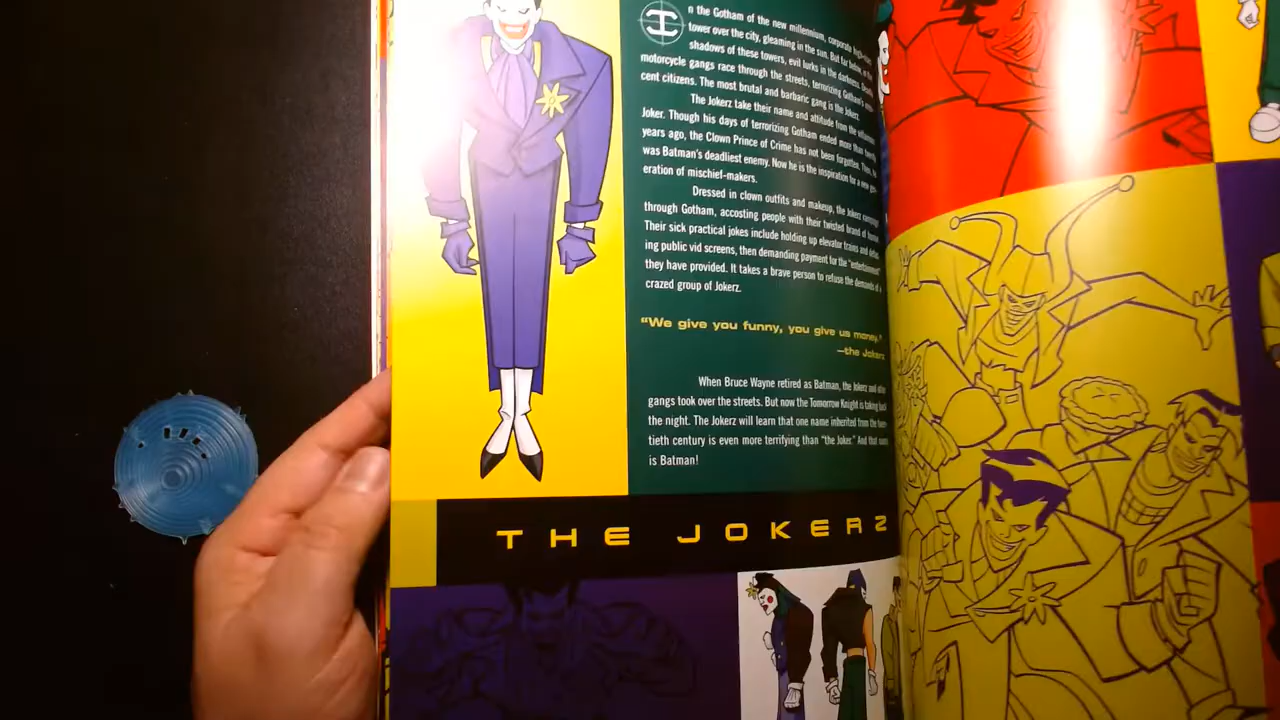 In the Gotham of the new millennium, corporate high-
tower over the city, gleaming in the sun. But far below, in the
shadows of these towers, evil lurks in the darkness.
motorcycle gangs race through the streets, terrorizing Gotham's
cent citizens. The most brutal and barbaric gang is the Jokerz.
The Jokerz take their name and attitude from the
Joker. Though his days of terrorizing Gotham ended more than
years ago, the Clown Prince of Crime has not been forgotten. Then, he
was Batman's deadliest enemy. Now he is the inspiration for a new gen-
eration of mischief-makers.
Dressed in clown outfits and makeup, the Jokerz
through Gotham, accosting people with their twisted brand of humor.
Their sick practical jokes include holding up elevator trains and
ing public vid screens, then demanding payment for the "entertainment"
they have provided. It takes a brave person to refuse the demands of a
crazed group of Jokerz.
"We give you funny, you give us money."
—the Jokerz
When Bruce Wayne retired as Batman, the Jokerz and other
gangs took over the streets. But now the Tomorrow Knight is taking back
the night. The Jokerz will learn that one name inherited from the twen-
tieth century is even more terrifying than "the Joker." And that name
is Batman!
THE JOKERZ